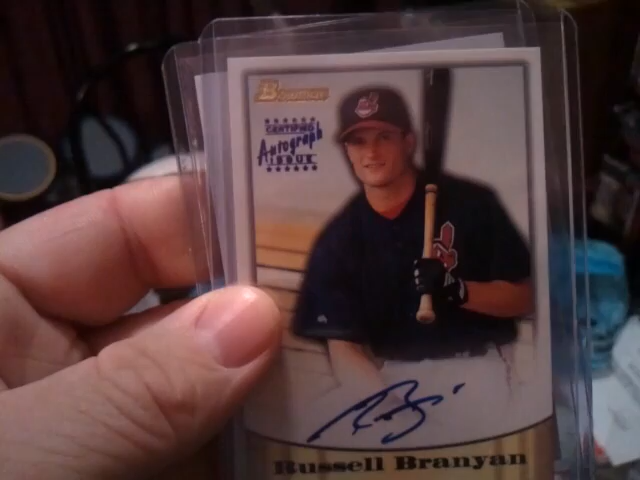 Bowman
CERTIFIED
Autograph
ISSUE
Russell Branyan